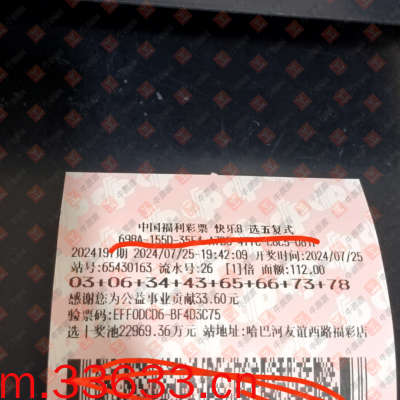 中国福利彩票 快乐8 选五复式
2024197期 2024/07/25-19:42:09 开奖时间:2024/07/25
站号:65430163 流水号:26 [1]倍 面额:112.00
03+06+34+43+65+66+73+78
感谢您为公益事业贡献33.60元
验票码:EFF0DCD6-BF4D3C75
选十奖池22969.36万元 站地址:哈巴河友谊西路福彩店
m.33633.cn